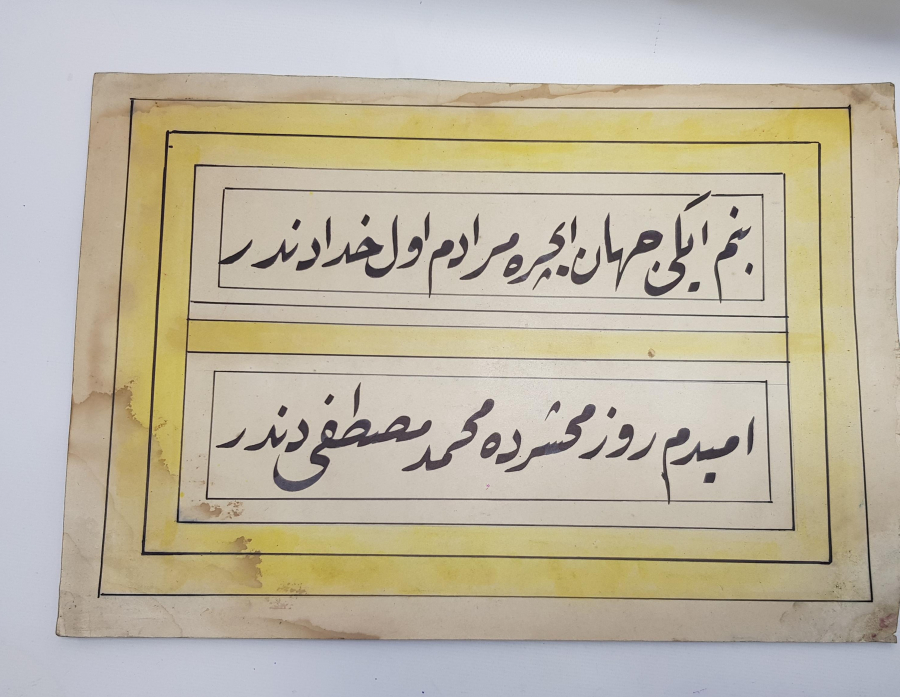 بنم ایکی جهان ایچره مرادم اول خدادندر
امیدم روز محشرده محمد مصطفی دندر